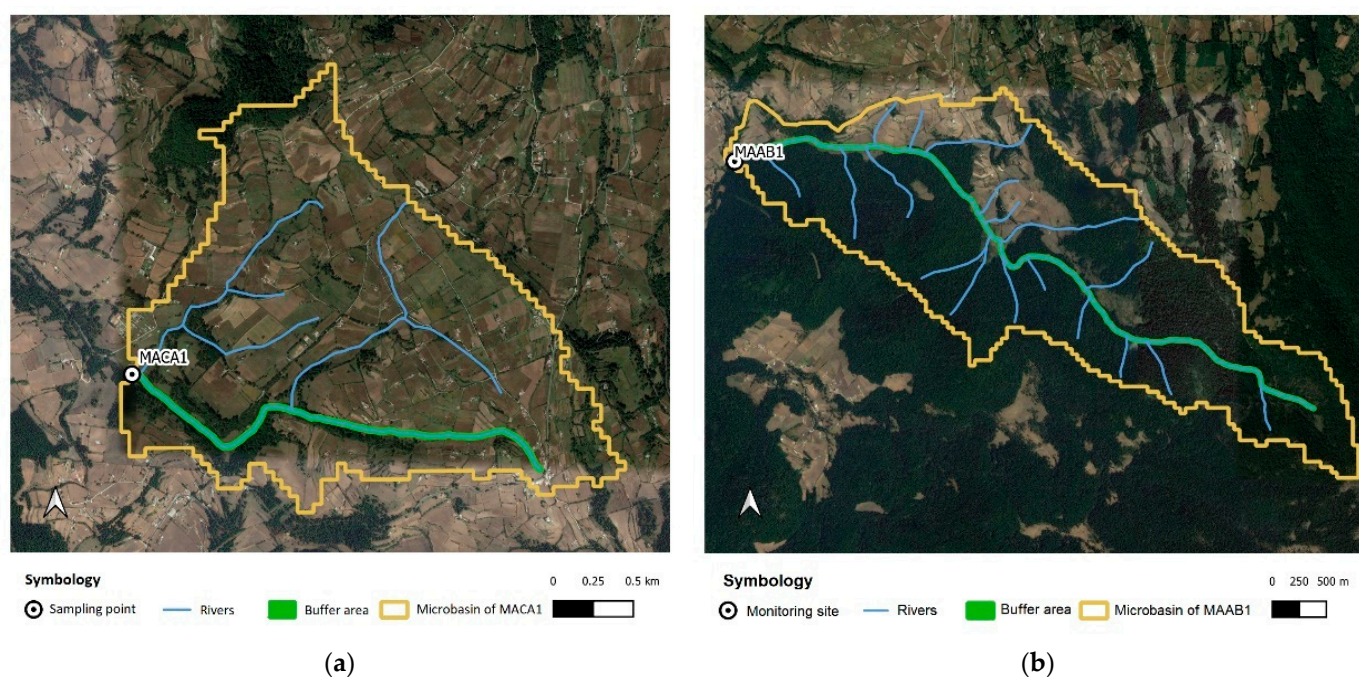 MACA1
MAAB1
Symbology
0 0.25 0.5 km
Sampling point Rivers Buffer area Microbasin of MACA1
Symbology
0 250 500 m
Monitoring site Rivers Buffer area Microbasin of MAAB1
(a)
(b)